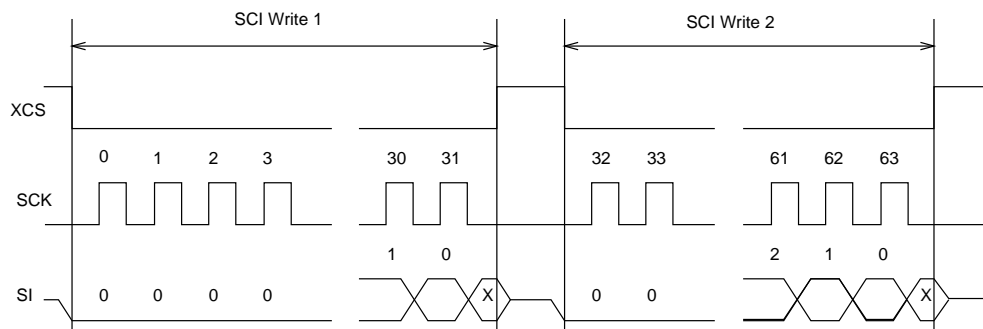 SCI Write 1 SCI Write 2
XCS
0 1 2 3 30 31 32 33 61 62 63
SCK
1 0 2 1 0
SI 0 0 0 0 X 0 0 X